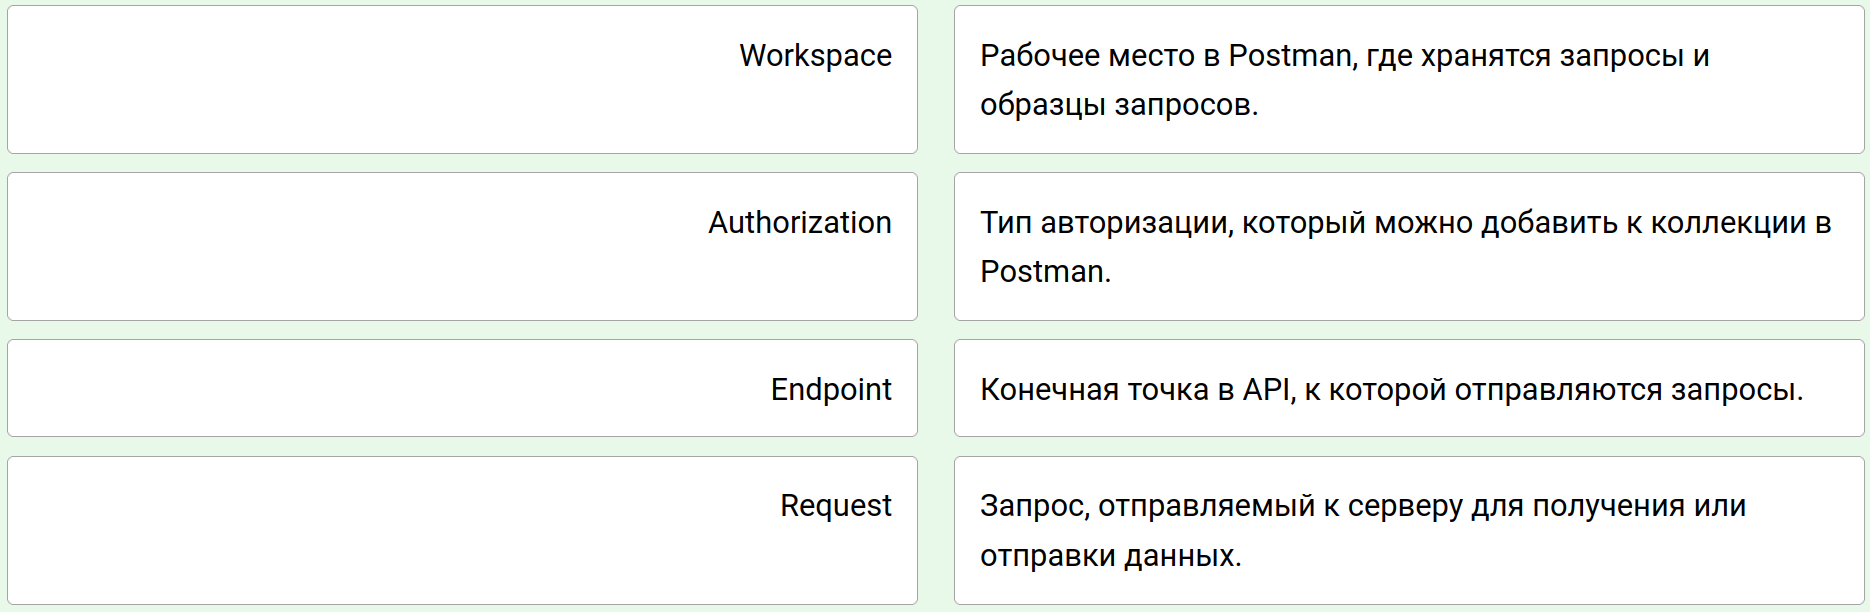 Workspace
Рабочее место в Postman, где хранятся запросы и
образцы запросов.
Authorization
Тип авторизации, который можно добавить к коллекции в
Postman.
Endpoint
Конечная точка в API, к которой отправляются запросы.
Request
Запрос, отправляемый к серверу для получения или
отправки данных.